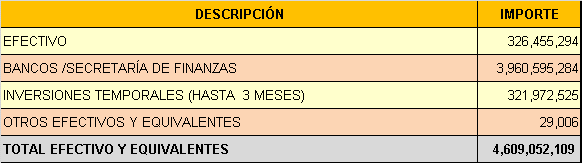 DESCRIPCIÓN IMPORTE
EFECTIVO 326,455,294
BANCOS /SECRETARÍA DE FINANZAS 3,960,595,284
INVERSIONES TEMPORALES (HASTA  3 MESES) 321,972,525
OTROS EFECTIVOS Y EQUIVALENTES 29,006
TOTAL EFECTIVO Y EQUIVALENTES 4,609,052,109